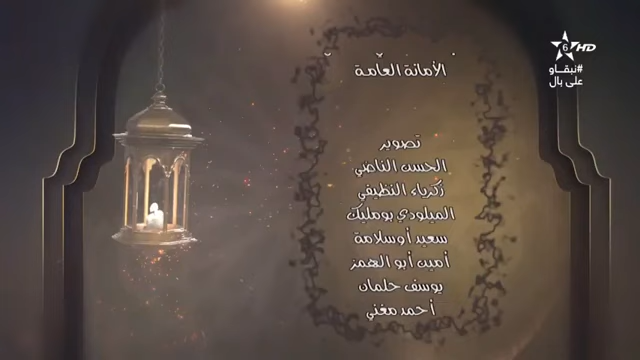 الأمانة العامة
تصوير
الحسن الناصي
زكرياء النظيفي
الميلودي بومليك
سعيد أوسلامة
أمين أبو الهمز
يوسف حلمان
أحمد مغني
6 HD
#نبقاو
على بال